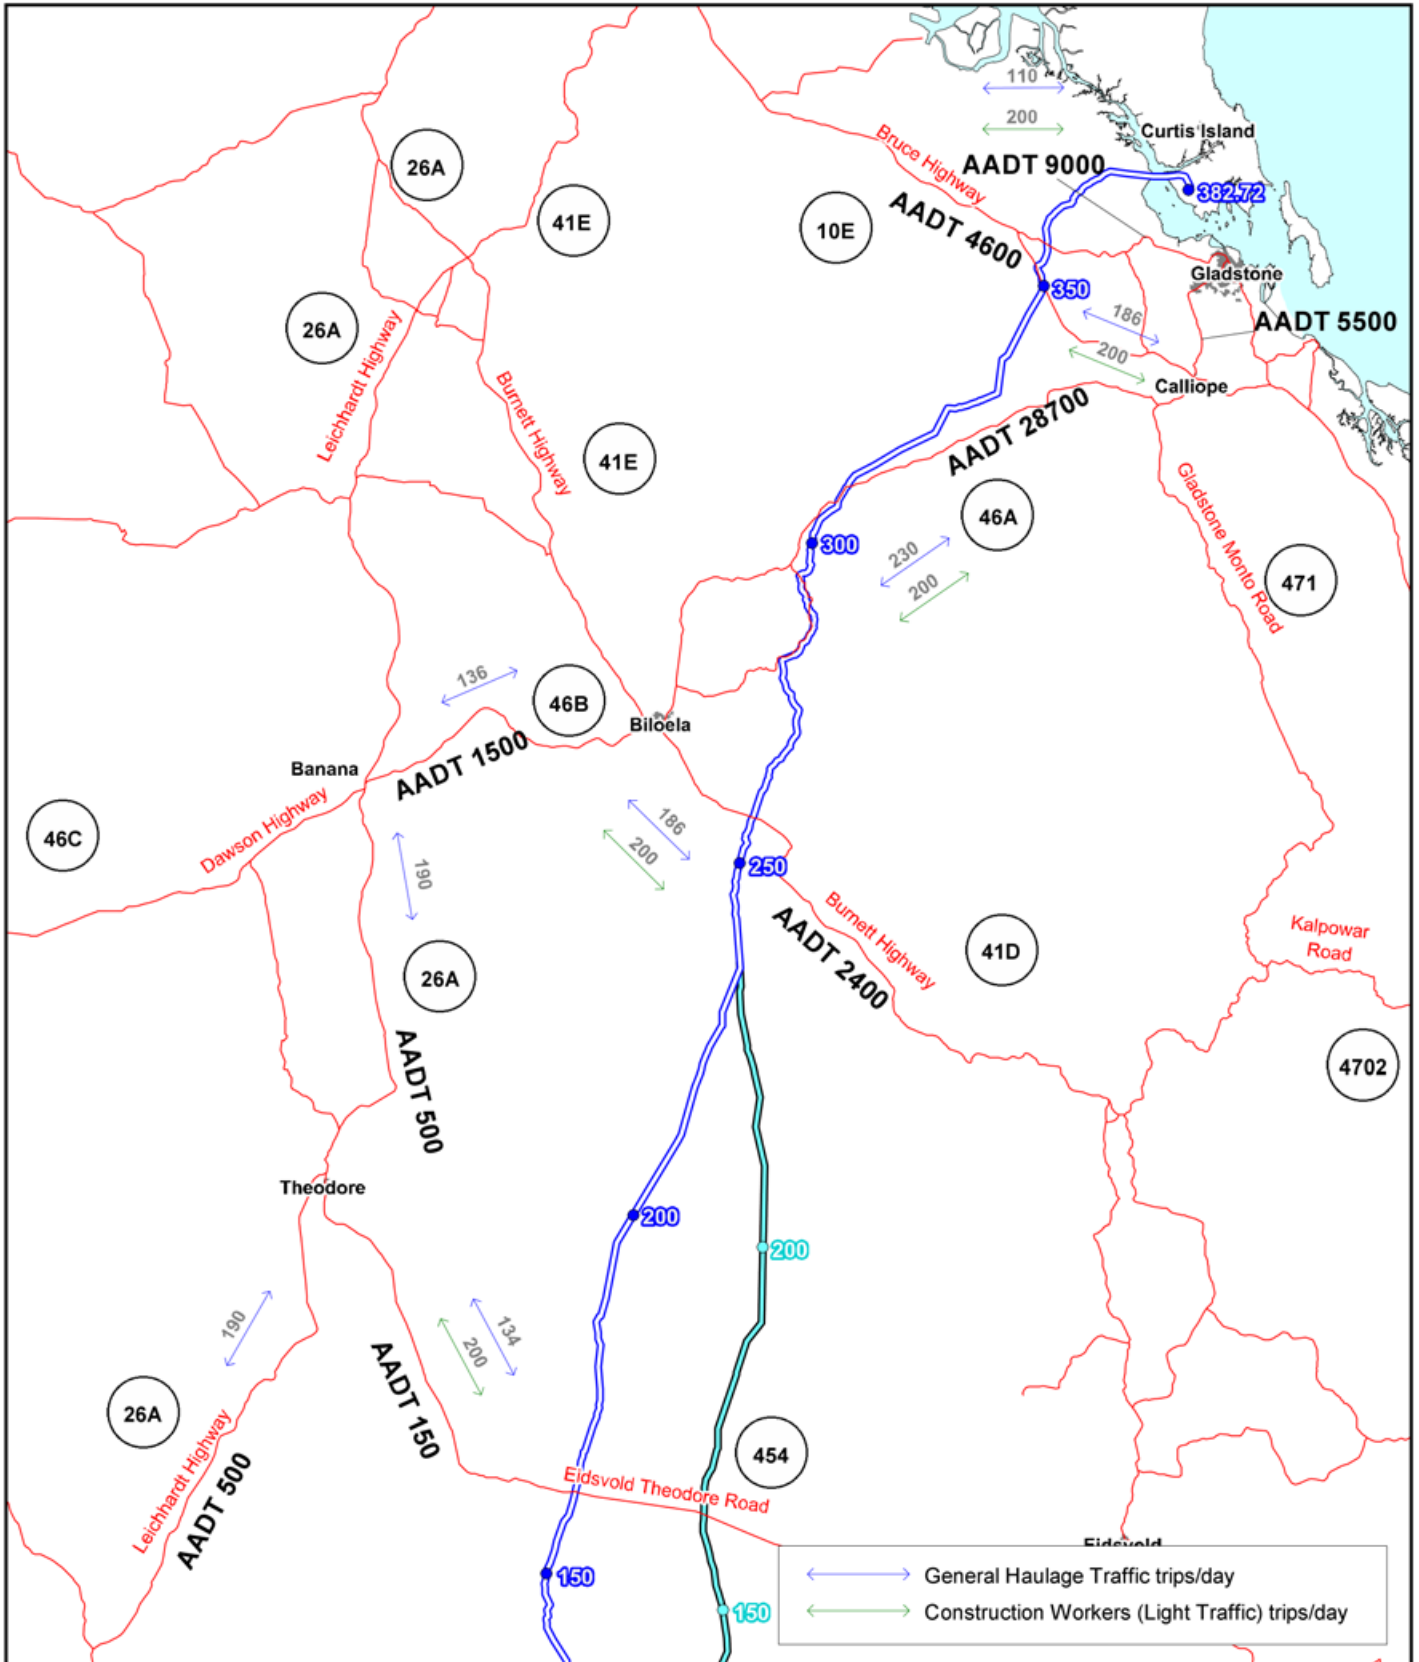 110
200
Curtis Island
Bruce Highway
AADT 9000
26A
382.72
41E
10E
AADT 4600
Gladstone
350
26A
186
AADT 5500
Leichhardt Highway
200
Calliope
Burnett Highway
AADT 28700
41E
46A
Gladstone Monto Road
300
230
200
471
136
46B
Biloela
AADT 1500
Banana
Dawson Highway
46C
186
200
190
250
Burnett Highway
AADT 2400
Kalpowar
Road
41D
26A
AADT 500
4702
Theodore
200
200
190
134
200
AADT 150
26A
Leichhardt Highway
AADT 500
454
Eidsvold Theodore Road
Eidsvold
150
150
General Haulage Traffic trips/day
Construction Workers (Light Traffic) trips/day